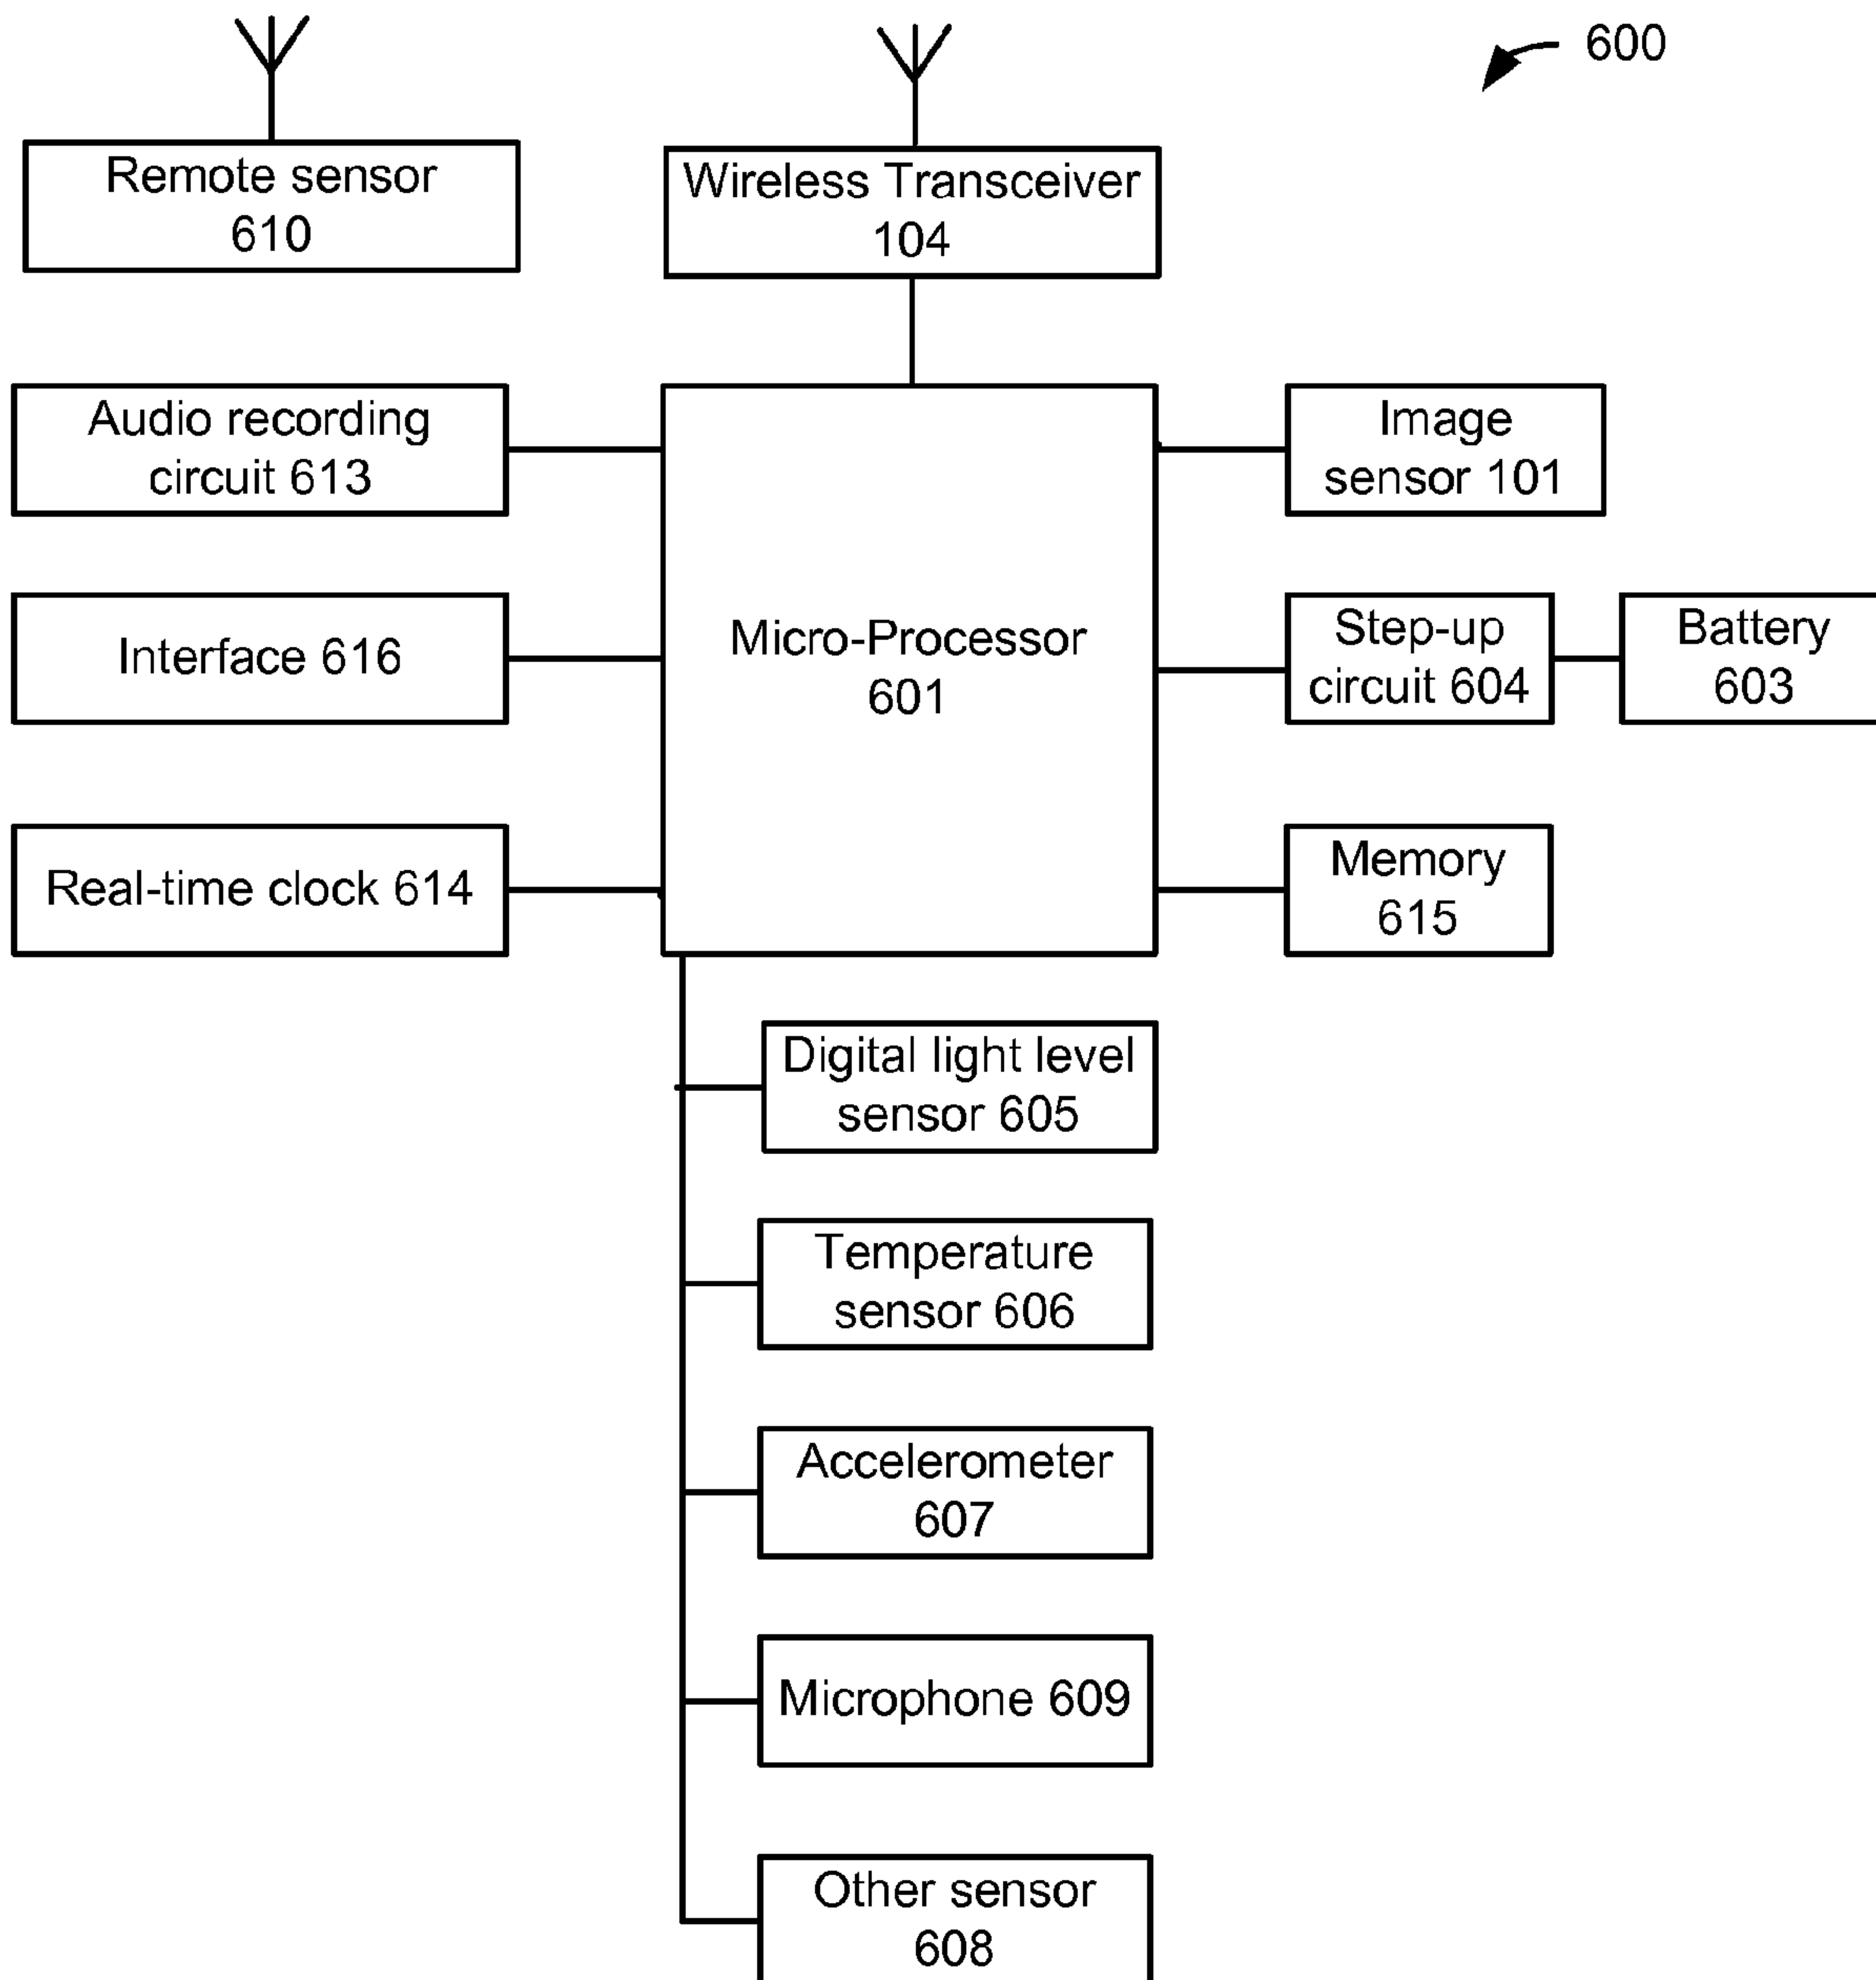 600
Remote sensor
610
Wireless Transceiver
104
Audio recording
circuit 613
Image
sensor 101
Interface 616
Micro-Processor
601
Step-up
circuit 604
Battery
603
Real-time clock 614
Memory
615
Digital light level
sensor 605
Temperature
sensor 606
Accelerometer
607
Microphone 609
Other sensor
608